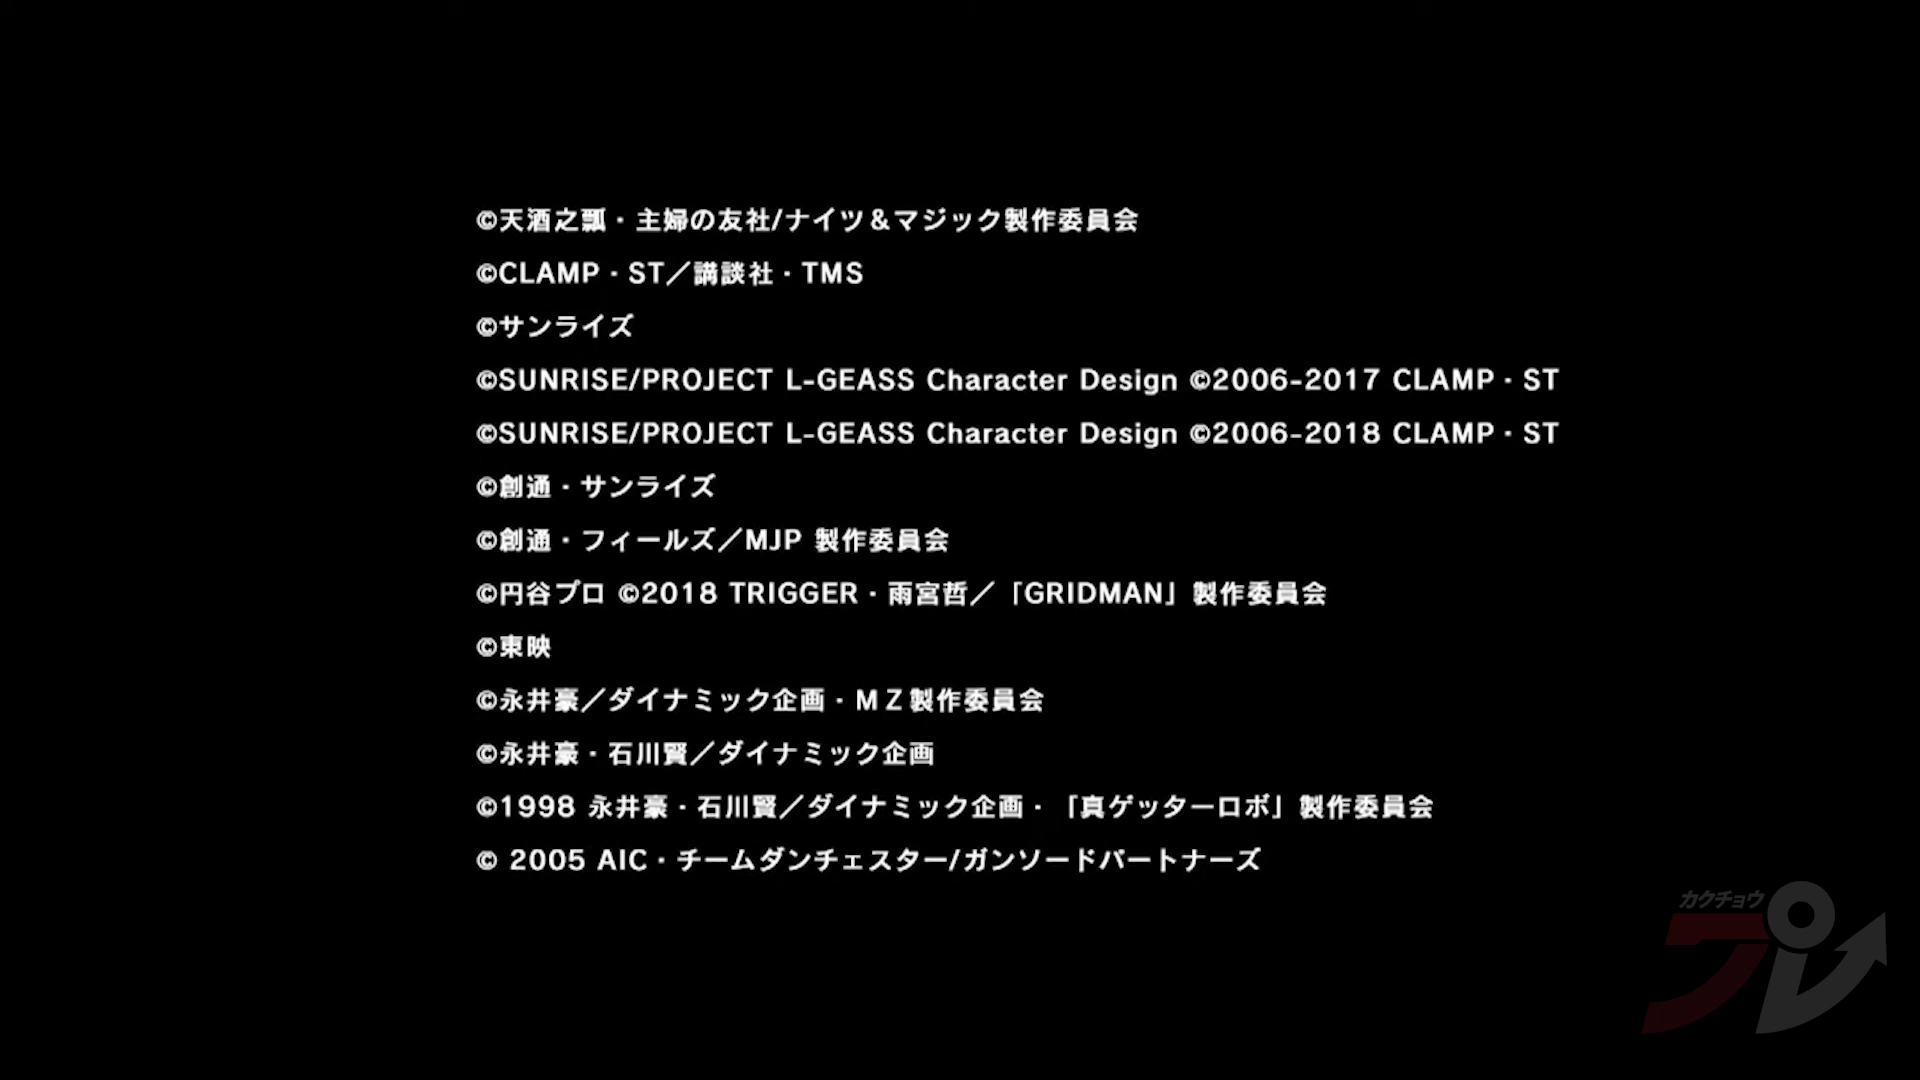 ©天酒之瓢・主婦の友社/ナイツ＆マジック製作委員会
©CLAMP・ST／講談社・TMS
©サンライズ
©SUNRISE/PROJECT L-GEASS Character Design ©2006-2017 CLAMP・ST
©SUNRISE/PROJECT L-GEASS Character Design ©2006-2018 CLAMP・ST
©創通・サンライズ
©創通・フィールズ／MJP 製作委員会
©円谷プロ ©2018 TRIGGER・雨宮哲／「GRIDMAN」製作委員会
©東映
©永井豪／ダイナミック企画・ＭＺ製作委員会
©永井豪・石川賢／ダイナミック企画
©1998 永井豪・石川賢／ダイナミック企画・「真ゲッターロボ」製作委員会
© 2005 AIC・チームダンチェスター/ガンソードパートナーズ
カクチョウ
プレ